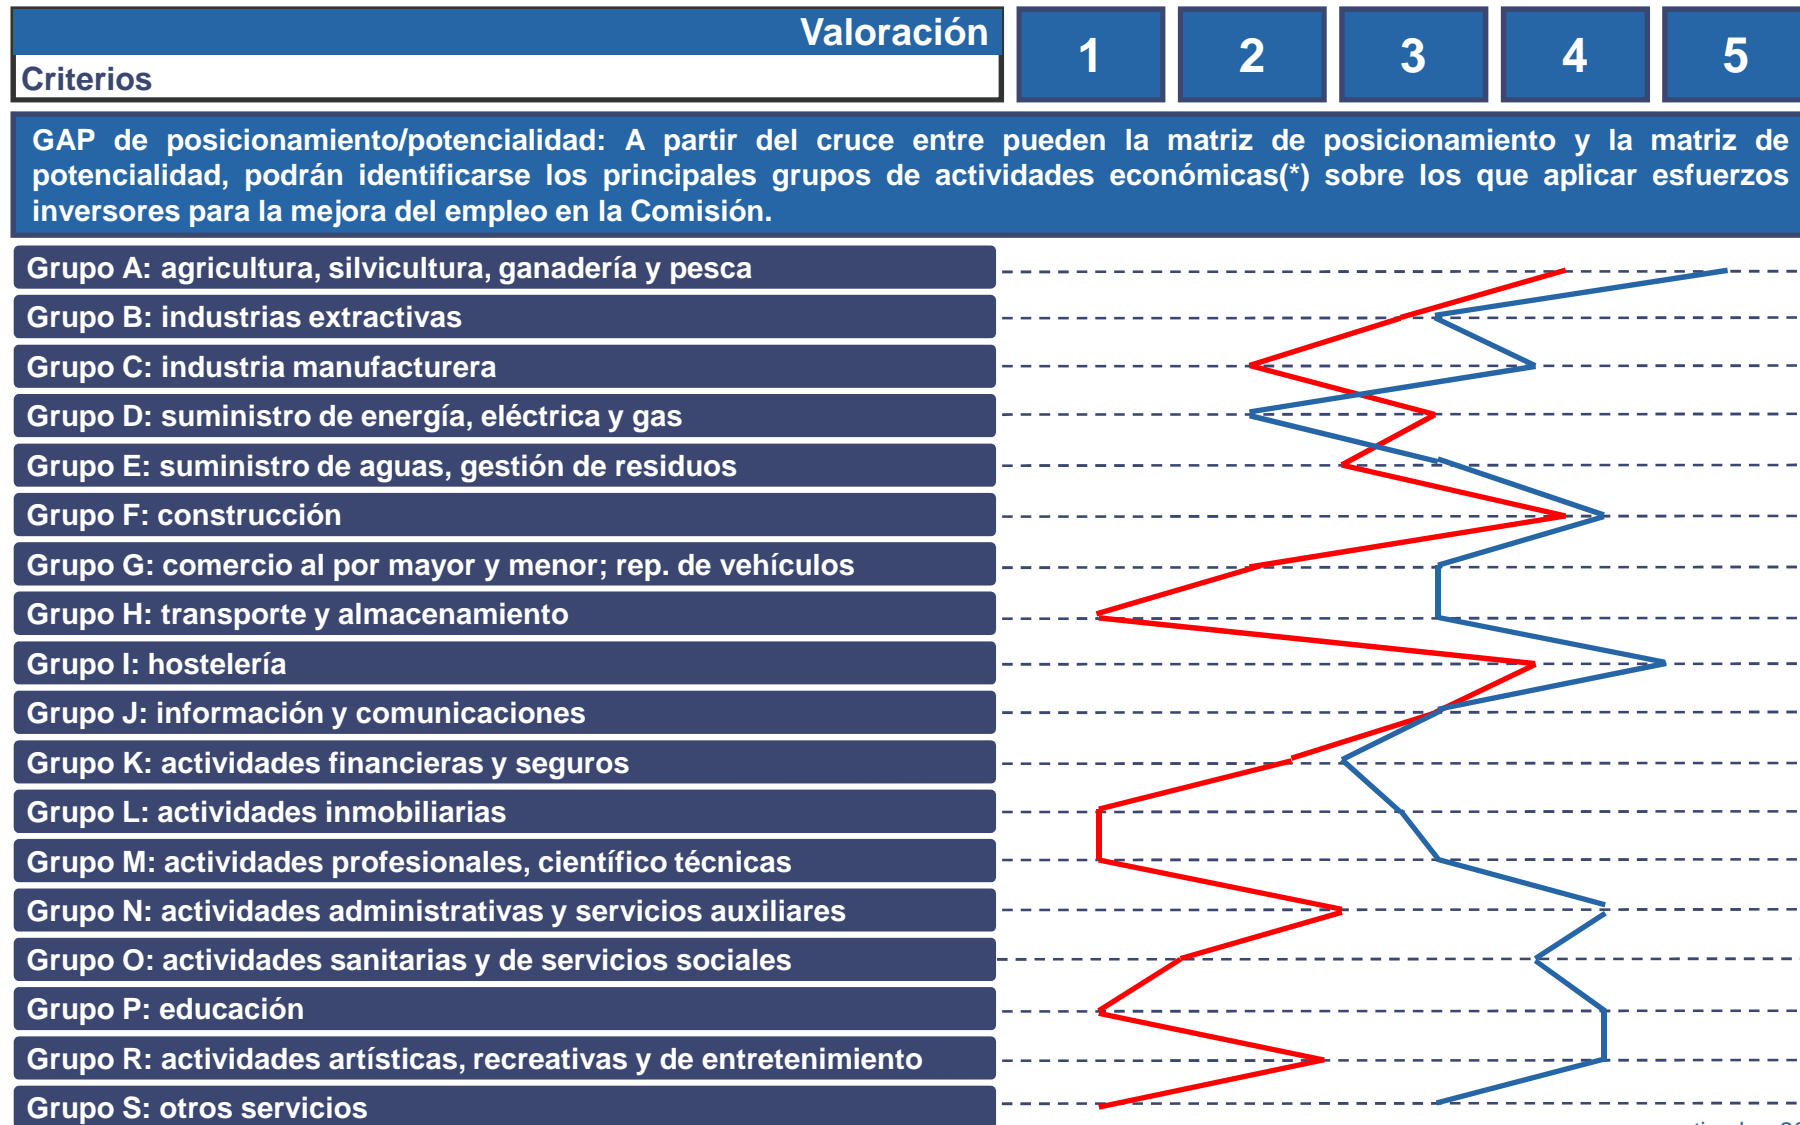 Valoración
Criterios
1 2 3 4 5
GAP de posicionamiento/potencialidad: A partir del cruce entre pueden la matriz de posicionamiento y la matriz de
potencialidad, podrán identificarse los principales grupos de actividades económicas(*) sobre los que aplicar esfuerzos
inversores para la mejora del empleo en la Comisión.
Grupo A: agricultura, silvicultura, ganadería y pesca
Grupo B: industrias extractivas
Grupo C: industria manufacturera
Grupo D: suministro de energía, eléctrica y gas
Grupo E: suministro de aguas, gestión de residuos
Grupo F: construcción
Grupo G: comercio al por mayor y menor; rep. de vehículos
Grupo H: transporte y almacenamiento
Grupo I: hostelería
Grupo J: información y comunicaciones
Grupo K: actividades financieras y seguros
Grupo L: actividades inmobiliarias
Grupo M: actividades profesionales, científico técnicas
Grupo N: actividades administrativas y servicios auxiliares
Grupo O: actividades sanitarias y de servicios sociales
Grupo P: educación
Grupo R: actividades artísticas, recreativas y de entretenimiento
Grupo S: otros servicios